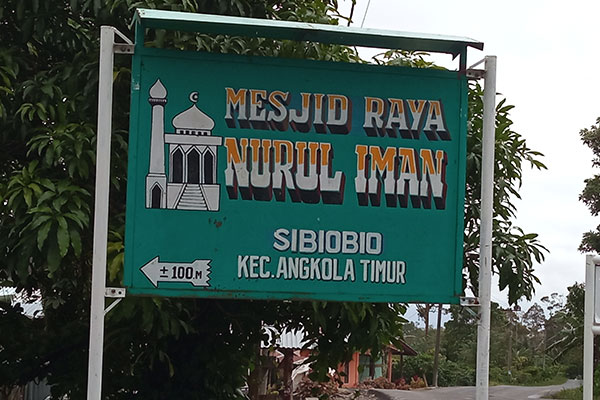 MESJID RAYA
NURUL IMAN
SIBIOBIO
KEC. ANGKOLA TIMUR
± 100 M